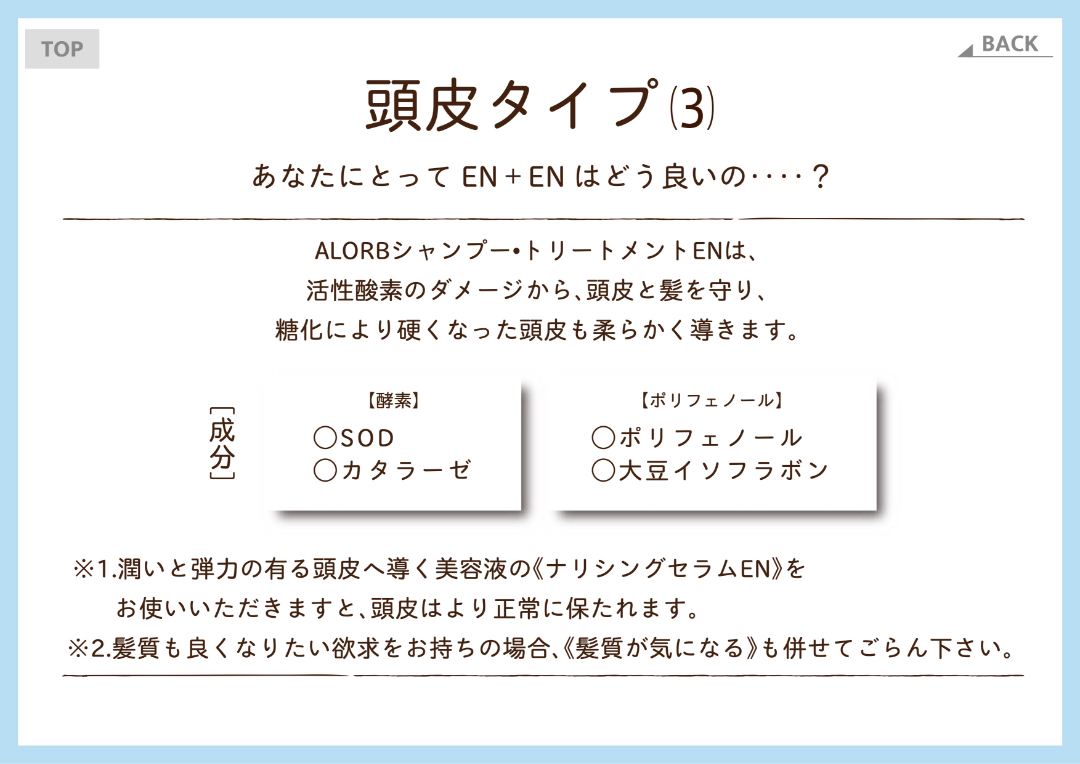 TOP
BACK
頭皮タイプ(3)
あなたにとって EN＋EN はどう良いの････？
ALORBシャンプー•トリートメントENは、
活性酸素のダメージから、頭皮と髪を守り、
糖化により硬くなった頭皮も柔らかく導きます。
［成分］
【酵素】
◯SOD
◯カタラーゼ
【ポリフェノール】
◯ポリフェノール
◯大豆イソフラボン
※1.潤いと弾力の有る頭皮へ導く美容液の《ナリシングセラムEN》を
お使いいただきますと、頭皮はより正常に保たれます。
※2.髪質も良くなりたい欲求をお持ちの場合、《髪質が気になる》も併せてごらん下さい。